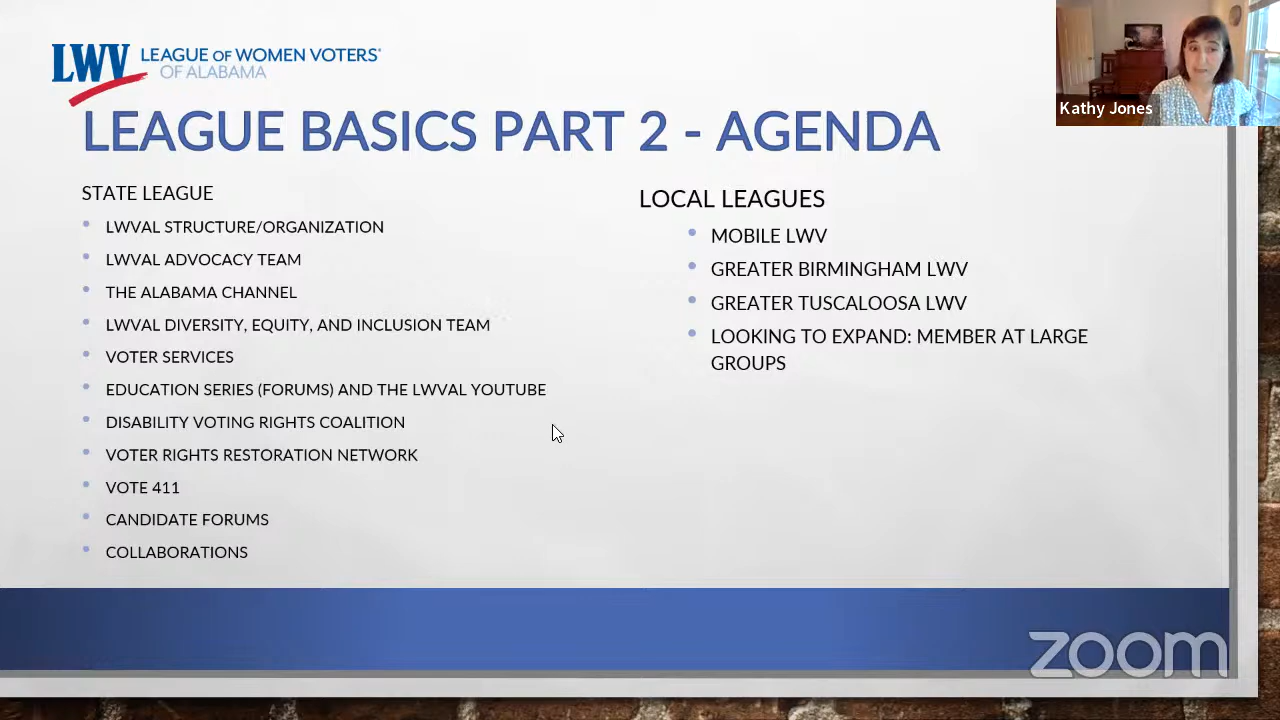 LWV LEAGUE OF WOMEN VOTERS®
OF ALABAMA
Kathy Jones
LEAGUE BASICS PART 2 - AGENDA
STATE LEAGUE
LWVAL STRUCTURE/ORGANIZATION
LWVAL ADVOCACY TEAM
THE ALABAMA CHANNEL
LWVAL DIVERSITY, EQUITY, AND INCLUSION TEAM
VOTER SERVICES
EDUCATION SERIES (FORUMS) AND THE LWVAL YOUTUBE
DISABILITY VOTING RIGHTS COALITION
VOTER RIGHTS RESTORATION NETWORK
VOTE 411
CANDIDATE FORUMS
COLLABORATIONS
LOCAL LEAGUES
MOBILE LWV
GREATER BIRMINGHAM LWV
GREATER TUSCALOOSA LWV
LOOKING TO EXPAND: MEMBER AT LARGE
GROUPS
zoom